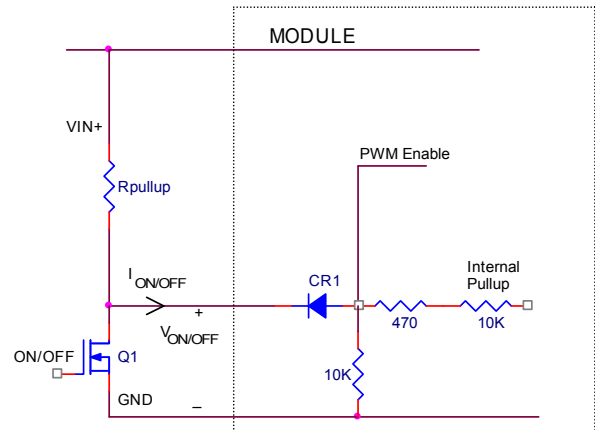 MODULE
VIN+
Rpullup
PWM Enable
I ON/OFF
CR1
Internal
Pullup
+
V ON/OFF
470
10K
ON/OFF
Q1
10K
GND
_